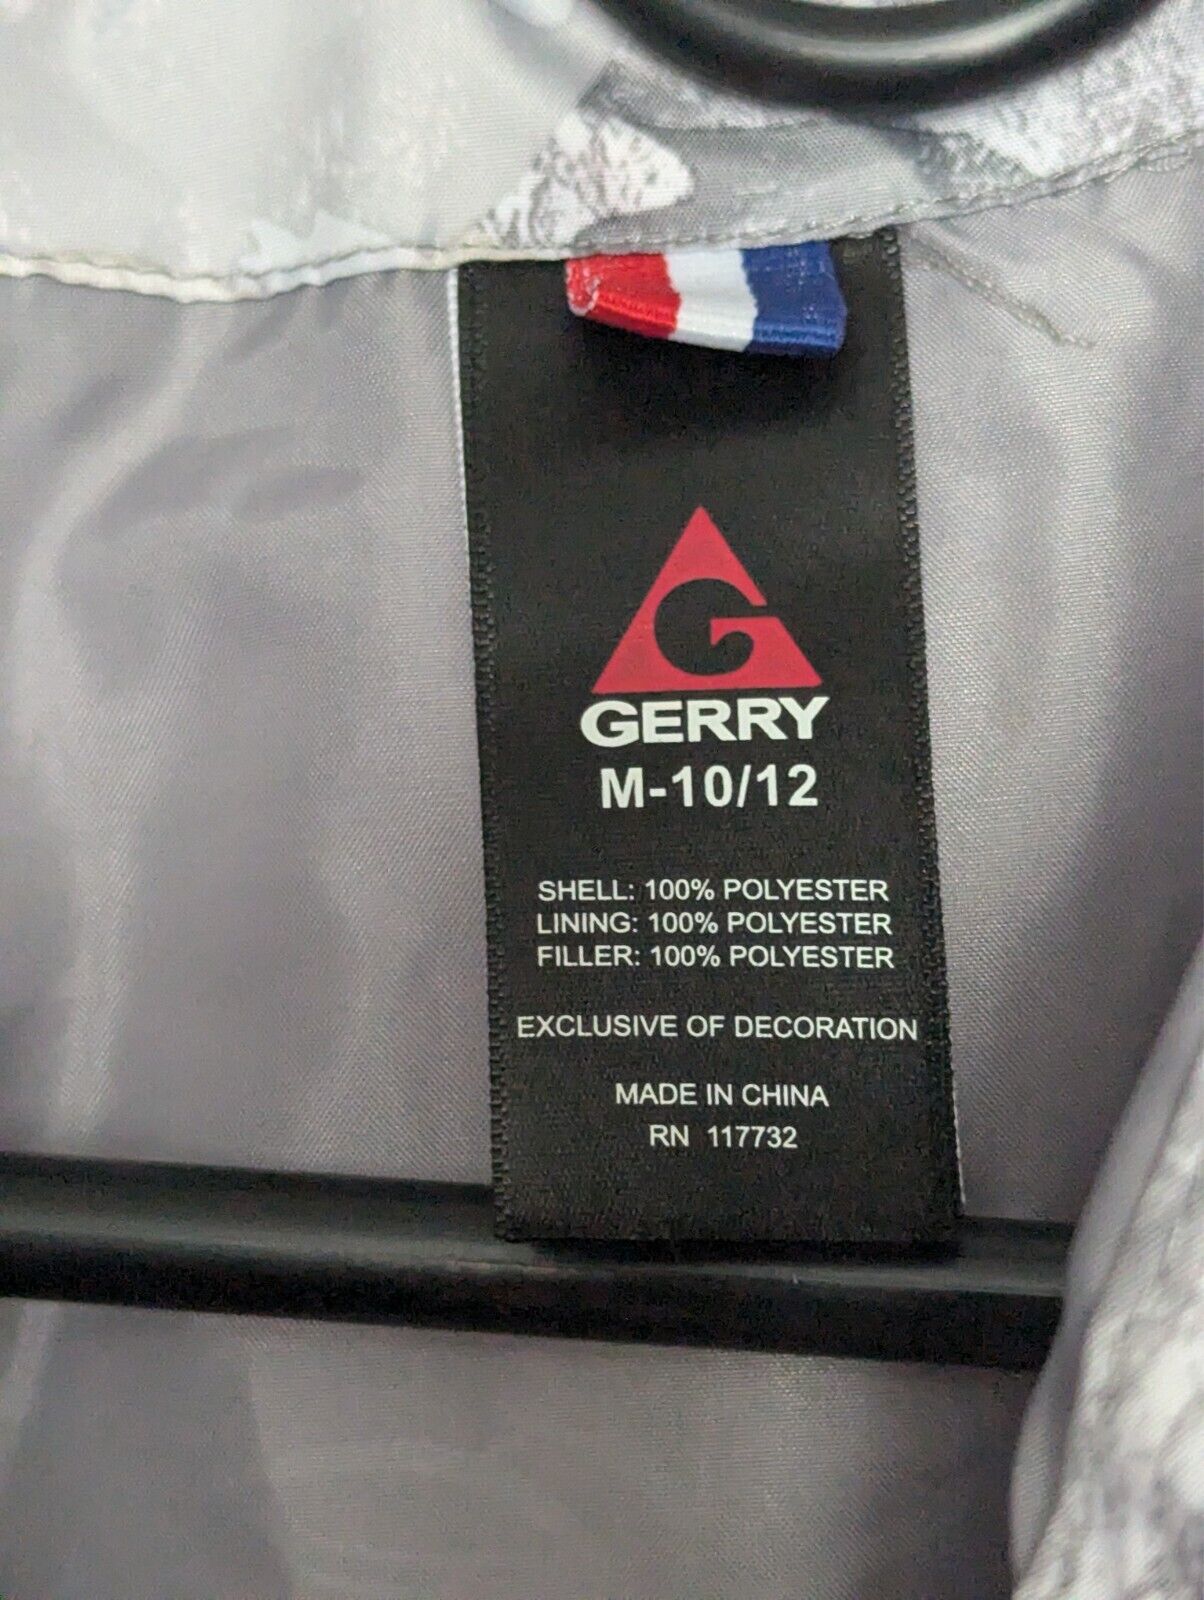 G
GERRY
M-10/12
SHELL: 100% POLYESTER
LINING: 100% POLYESTER
FILLER: 100% POLYESTER
EXCLUSIVE OF DECORATION
MADE IN CHINA
RN 117732